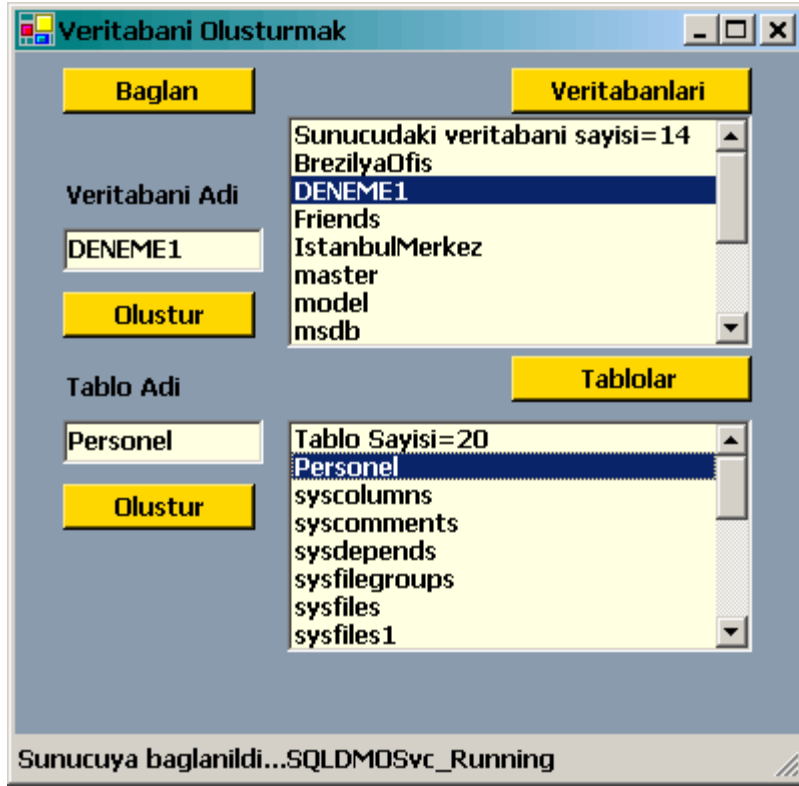 Veritabani Olusturmak
Baglan
Veritabanlari
Sunucudaki veritabani sayisi=14
BrezilyaOfis
DENEME1
Friends
IstanbulMerkez
master
model
msdb
Veritabani Adi
DENEME1
Olustur
Tablolar
Tablo Adi
Personel
Olustur
Tablo Sayisi=20
Personel
syscolumns
syscomments
sysdepends
sysfilegroups
sysfiles
sysfiles1
Sunucuya baglanildi...SQLDMOSvc_Running